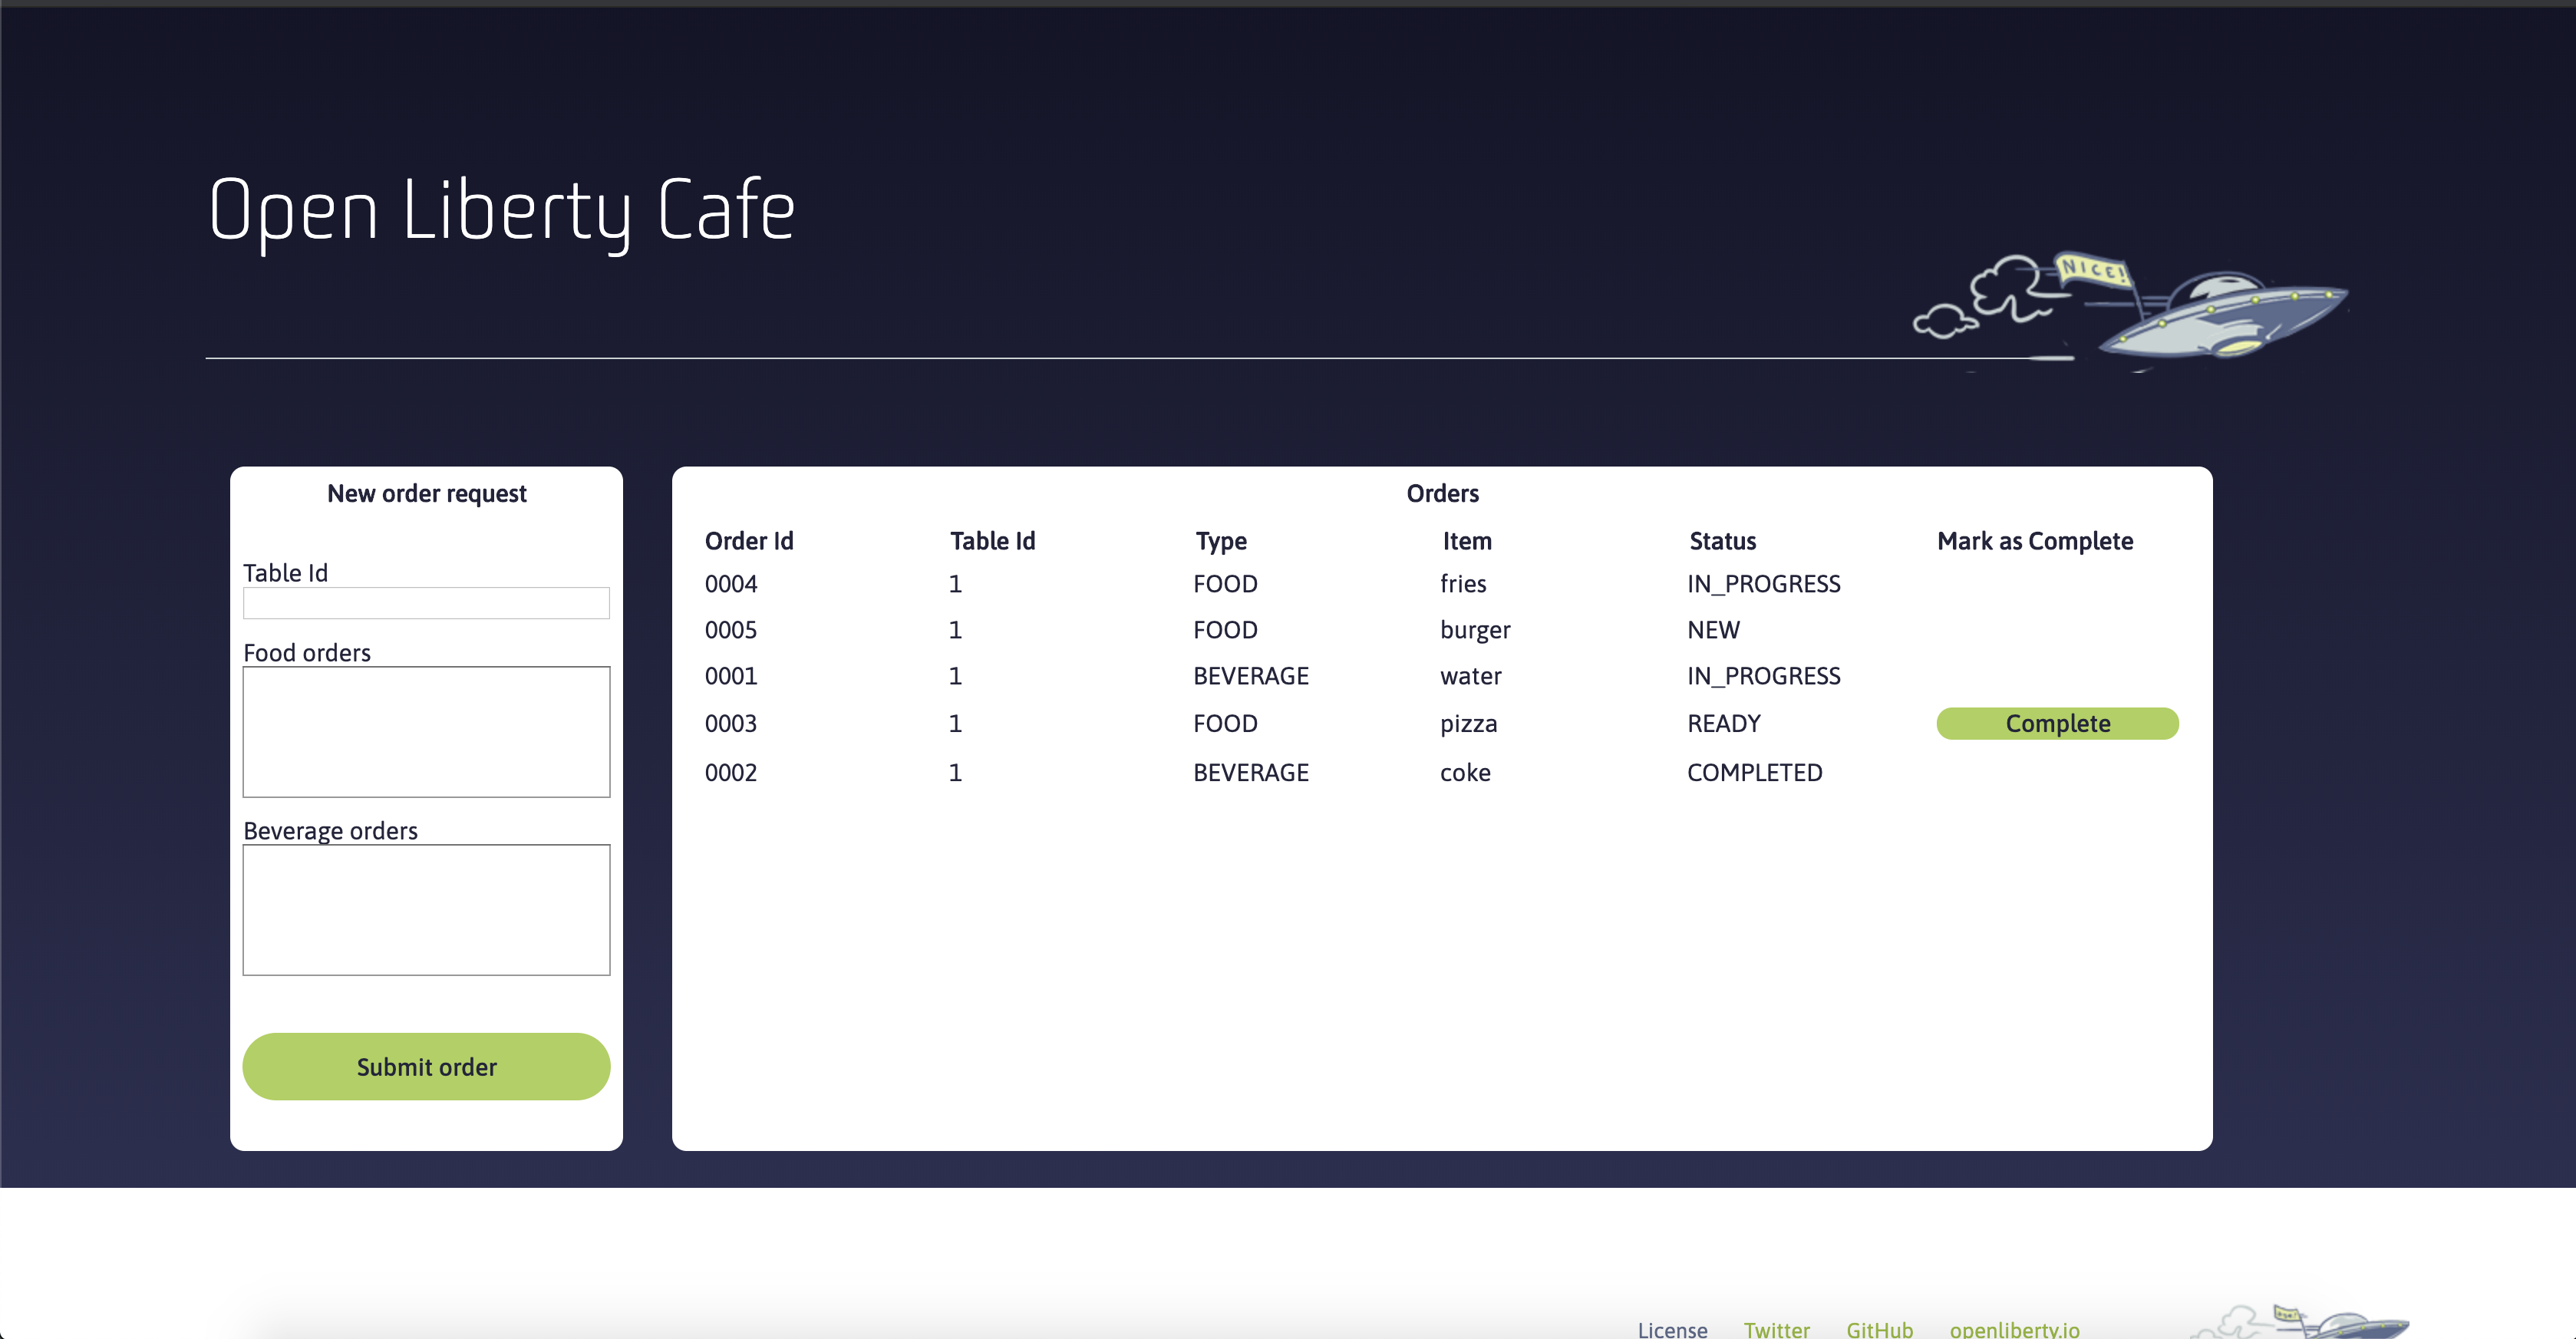 Open Liberty Cafe
NICE!
New order request
Table Id
Food orders
Beverage orders
Submit order
Orders
Order Id Table Id Type Item Status Mark as Complete
0004 1 FOOD fries IN_PROGRESS
0005 1 FOOD burger NEW
0001 1 BEVERAGE water IN_PROGRESS
0003 1 FOOD pizza READY Complete
0002 1 BEVERAGE coke COMPLETED
License Twitter GitHub openliberty.io